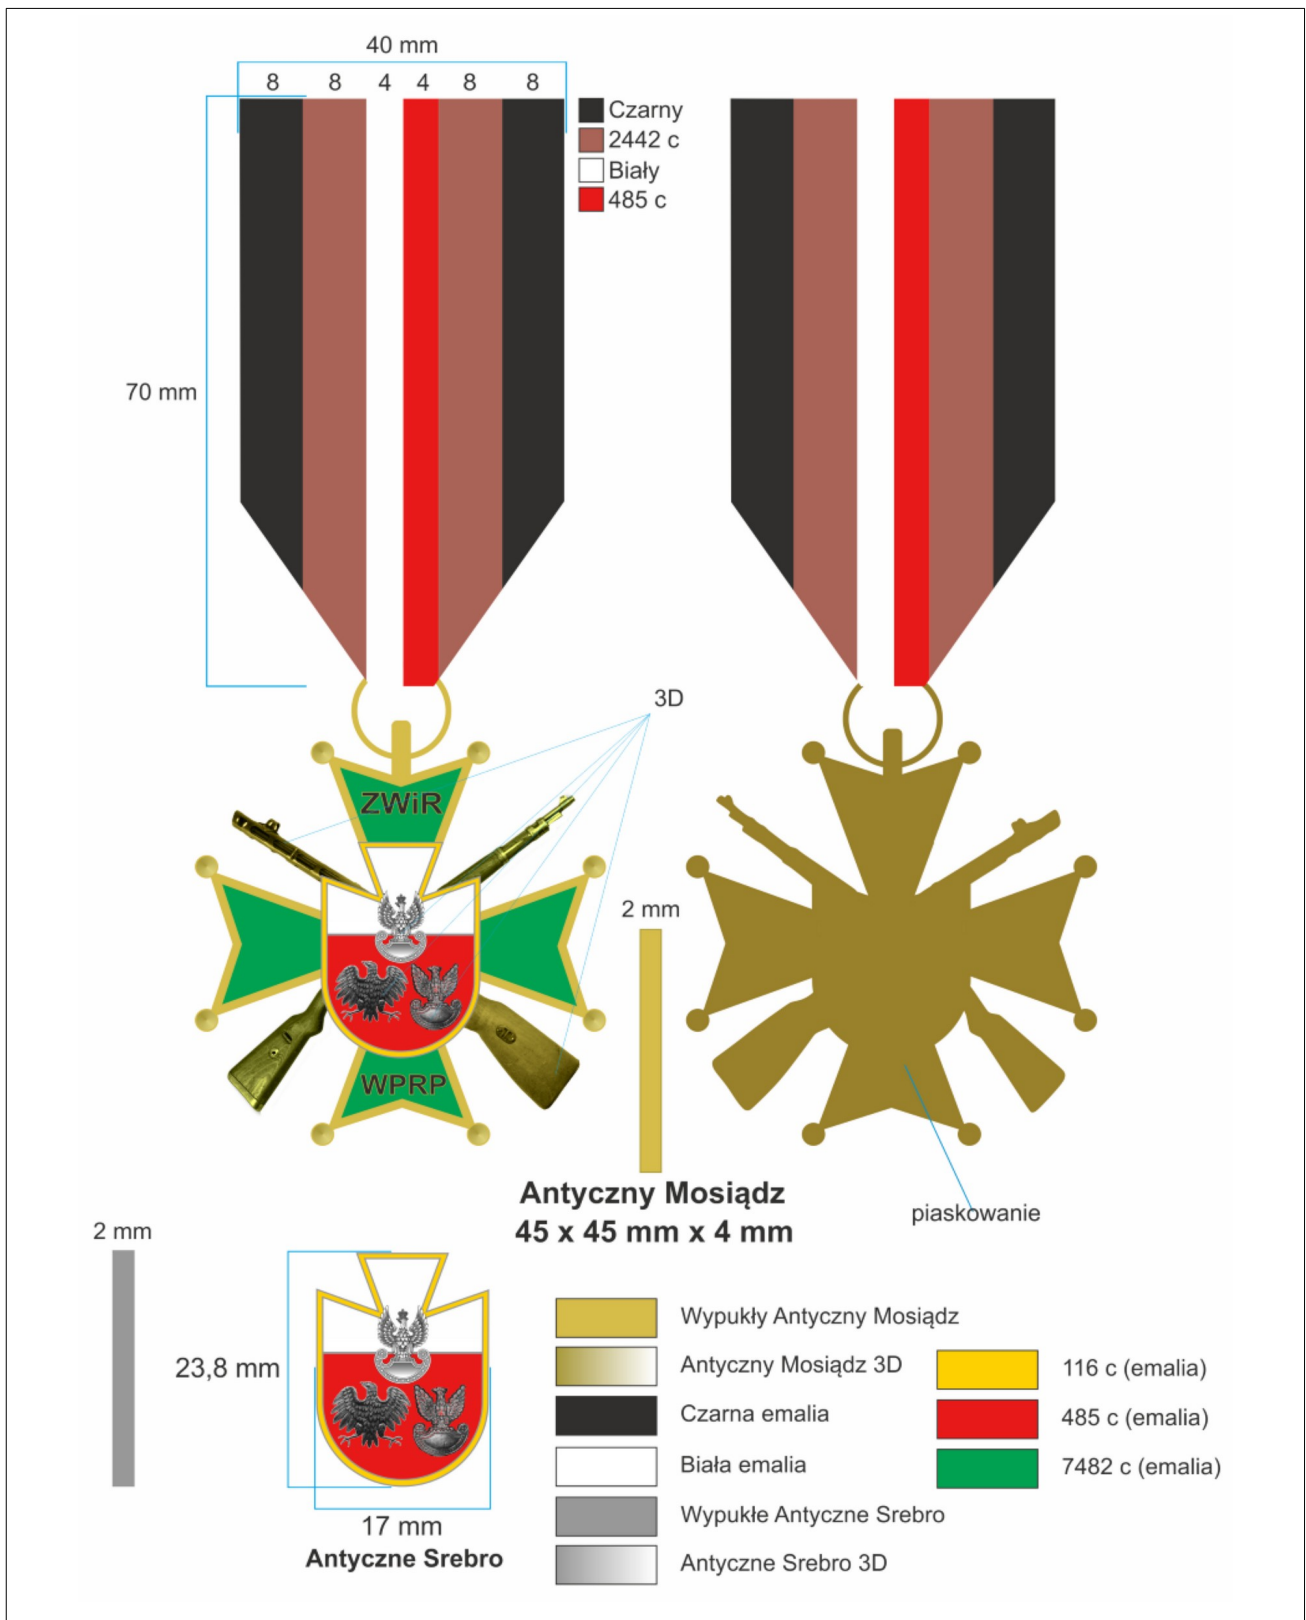 40 mm
8 8 4 4 8 8
Czarny
2442 c
Biały
485 c
70 mm
3D
ZWiR
2 mm
WPRP
Antyczny Mosiądz
45 x 45 mm x 4 mm
piaskowanie
2 mm
23,8 mm
17 mm
Antyczne Srebro
Wypukły Antyczny Mosiądz
Antyczny Mosiądz 3D
Czarna emalia
Biała emalia
Wypukłe Antyczne Srebro
Antyczne Srebro 3D
116 c (emalia)
485 c (emalia)
7482 c (emalia)